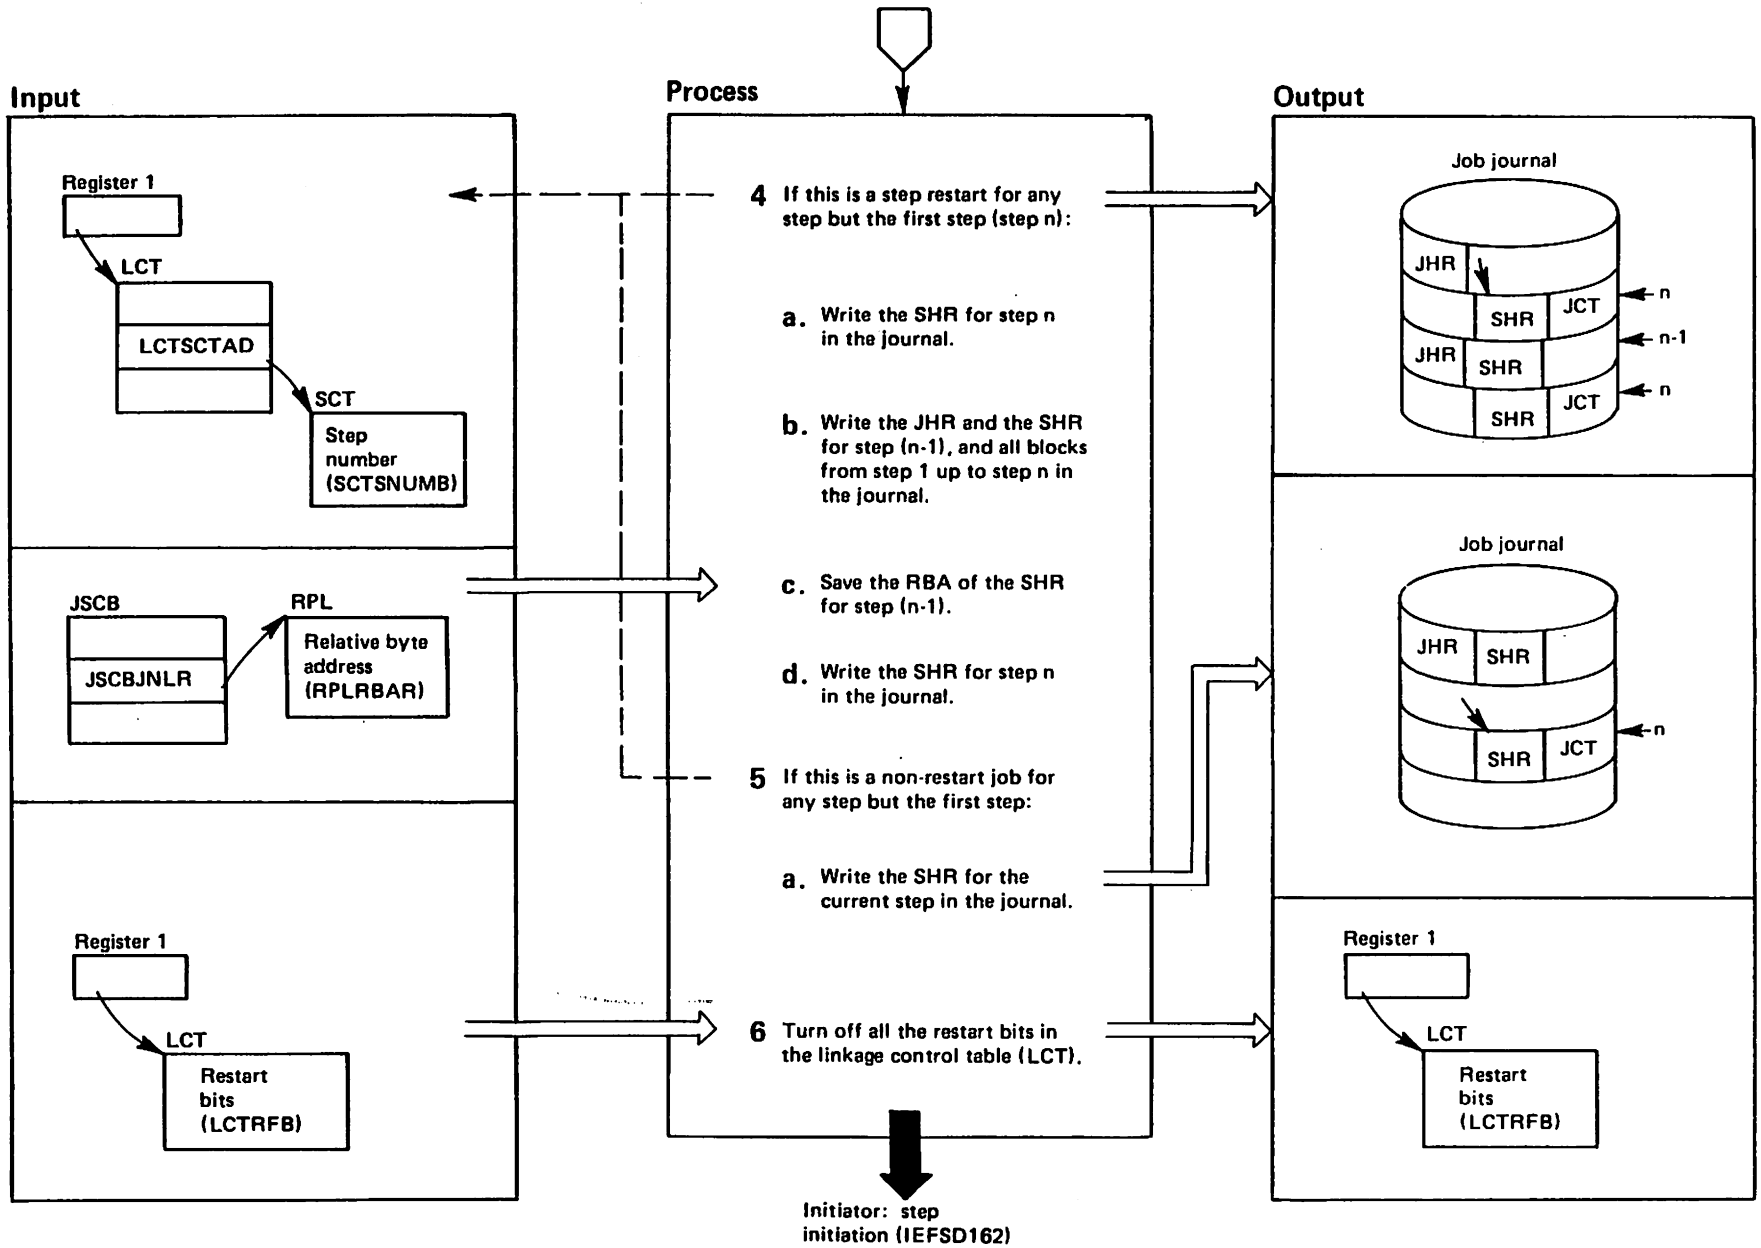 Input
Register 1
LCT
LCTSCTAD
SCT
Step
number
(SCTSNUMB)
JSCB
JSCBJNLR
RPL
Relative byte
address
(RPLRBAR)
Register 1
LCT
Restart
bits
(LCTRFB)
Process
4 If this is a step restart for any
step but the first step (step n):
a. Write the SHR for step n
in the journal.
b. Write the JHR and the SHR
for step (n-1), and all blocks
from step 1 up to step n in
the journal.
c. Save the RBA of the SHR
for step (n-1).
d. Write the SHR for step n
in the journal.
5 If this is a non-restart job for
any step but the first step:
a. Write the SHR for the
current step in the journal.
6 Turn off all the restart bits in
the linkage control table (LCT).
Initiator: step
initiation (IEFSD162)
Output
Job journal
JHR
SHR JCT n
JHR SHR n-1
SHR JCT n
Job journal
JHR SHR
SHR JCT n
Register 1
LCT
Restart
bits
(LCTRFB)